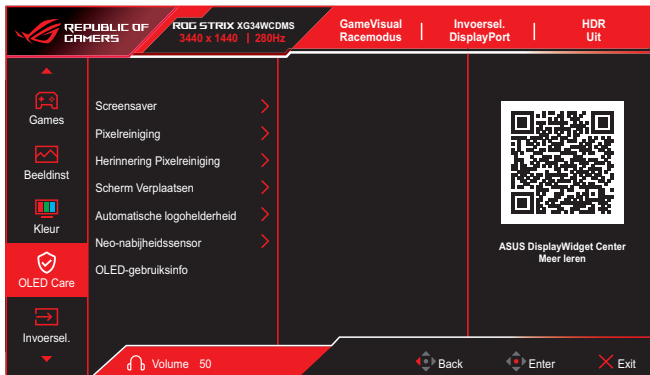 REPUBLIC OF
GAMERS
ROG STRIX XG34WCDMS
3440 x 1440 | 280Hz
GameVisual
Racemodus
Invoersel.
DisplayPort
HDR
Uit
Games
Beeldinst
Kleur
OLED Care
Invoersel.
Screensaver
Pixelreiniging
Herinnering Pixelreiniging
Scherm Verplaatsen
Automatische logohelderheid
Neo-nabijheidssensor
OLED-gebruiksinfo
ASUS DisplayWidget Center
Meer leren
Volume 50
Back
Enter
Exit